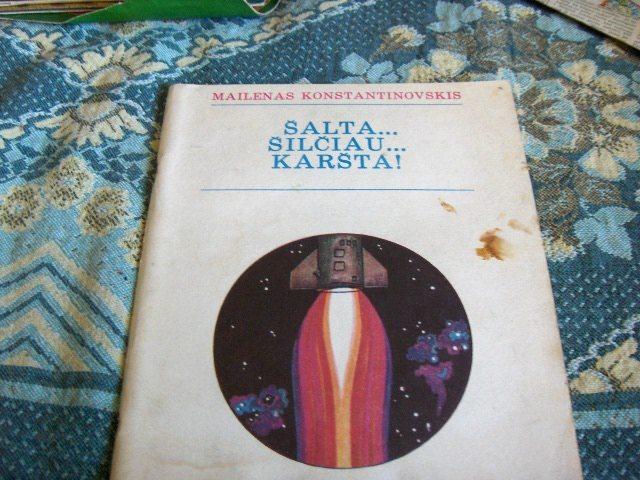 MAILENAS KONSTANTINOVSKIS
ŠALTA...
ŠILČIAU...
KARŠTA!